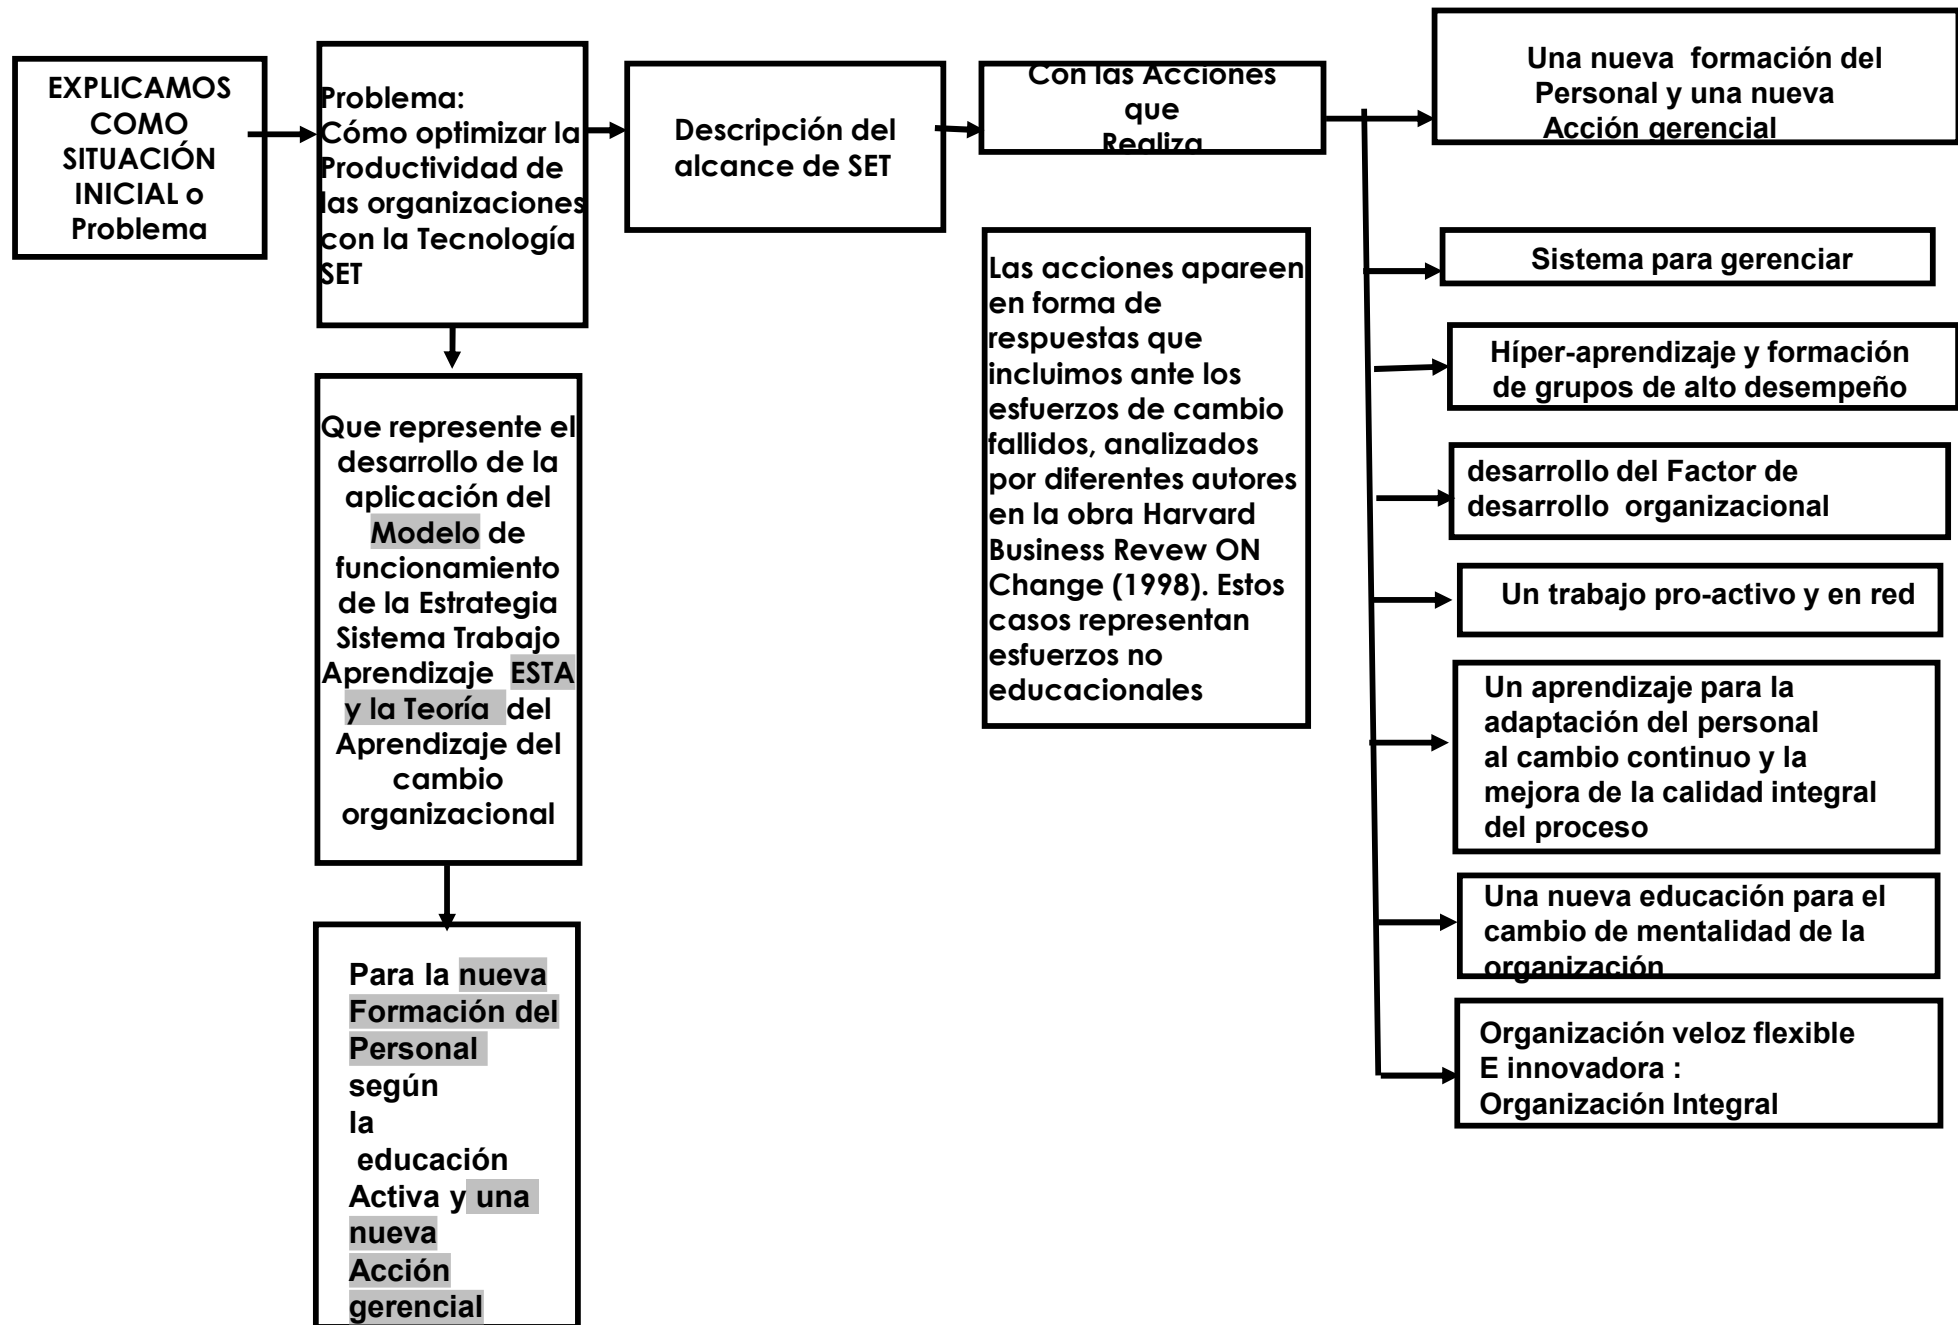 EXPLICAMOS
COMO
SITUACIÓN
INICIAL o
Problema
Problema:
Cómo optimizar la
Productividad de
las organizaciones
con la Tecnología
SET
Que represente el
desarrollo de la
aplicación del
Modelo de
funcionamiento
de la Estrategia
Sistema Trabajo
Aprendizaje ESTA
y la Teoría del
Aprendizaje del
cambio
organizacional
Para la nueva
Formación del
Personal
según
la
educación
Activa y una
nueva
Acción
gerencial
Descripción del
alcance de SET
Con las Acciones
que
Realiza
Las acciones apareen
en forma de
respuestas que
incluimos ante los
esfuerzos de cambio
fallidos, analizados
por diferentes autores
en la obra Harvard
Business Revew ON
Change (1998). Estos
casos representan
esfuerzos no
educacionales
Una nueva formación del
Personal y una nueva
Acción gerencial
Sistema para gerenciar
Híper-aprendizaje y formación
de grupos de alto desempeño
desarrollo del Factor de
desarrollo organizacional
Un trabajo pro-activo y en red
Un aprendizaje para la
adaptación del personal
al cambio continuo y la
mejora de la calidad integral
del proceso
Una nueva educación para el
cambio de mentalidad de la
organización
Organización veloz flexible
E innovadora :
Organización Integral